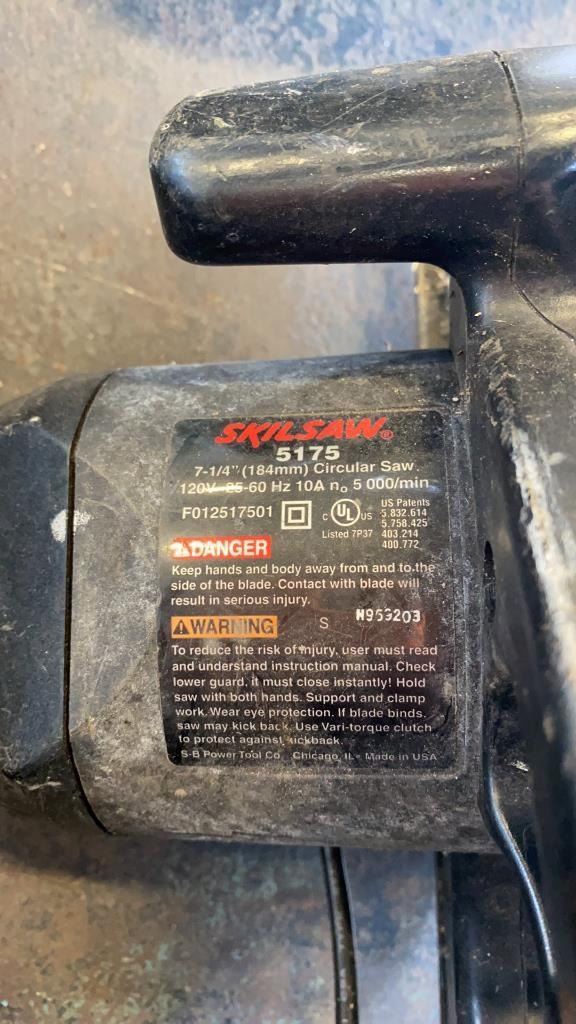 SKILSAW®
5175
7-1/4" (184mm) Circular Saw
120V 25-60 Hz 10A n₀ 5 000/min
F012517501
C UL US
Listed 7P37
US Patents
5.832.614
5.758.425
403.214
400.772
DANGER
Keep hands and body away from and to the
side of the blade. Contact with blade will
result in serious injury.
WARNING
S
To reduce the risk of injury, user must read
and understand instruction manual. Check
lower guard, it must close instantly! Hold
saw with both hands. Support and clamp
work. Wear eye protection. If blade binds.
saw may kick back. Use Vari-torque clutch
to protect against kickback.
S-B Power Tool Co. Chicago, IL Made in USA